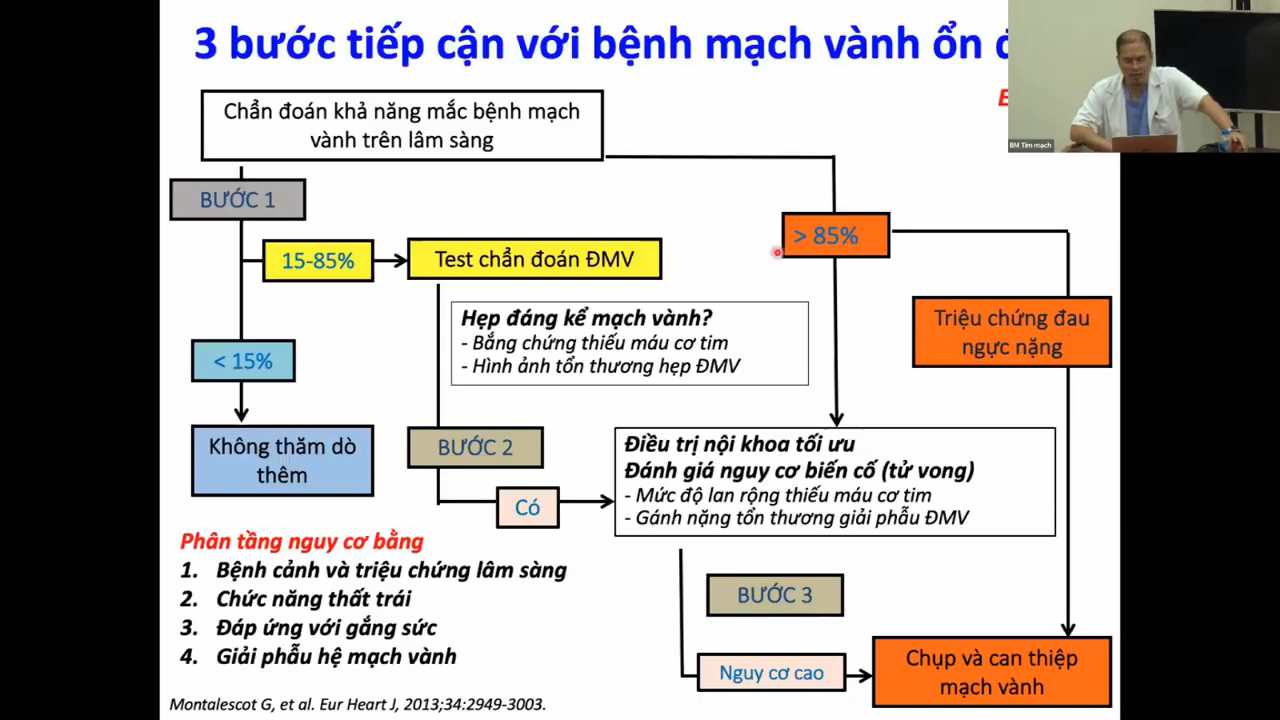 3 bước tiếp cận với bệnh mạch vành ổn
BM Tim mạch
Chẩn đoán khả năng mắc bệnh mạch
vành trên lâm sàng
BƯỚC 1
> 85%
15-85%
Test chẩn đoán ĐMV
Triệu chứng đau
ngực nặng
Hẹp đáng kể mạch vành?
- Bằng chứng thiếu máu cơ tim
- Hình ảnh tổn thương hẹp ĐMV
< 15%
Không thăm dò
thêm
BƯỚC 2
Có
Điều trị nội khoa tối ưu
Đánh giá nguy cơ biến cố (tử vong)
- Mức độ lan rộng thiếu máu cơ tim
- Gánh nặng tổn thương giải phẫu ĐMV
Phân tầng nguy cơ bằng
1. Bệnh cảnh và triệu chứng lâm sàng
2. Chức năng thất trái
3. Đáp ứng với gắng sức
4. Giải phẫu hệ mạch vành
BƯỚC 3
Nguy cơ cao
Chụp và can thiệp
mạch vành
Montalescot G, et al. Eur Heart J, 2013;34:2949-3003.